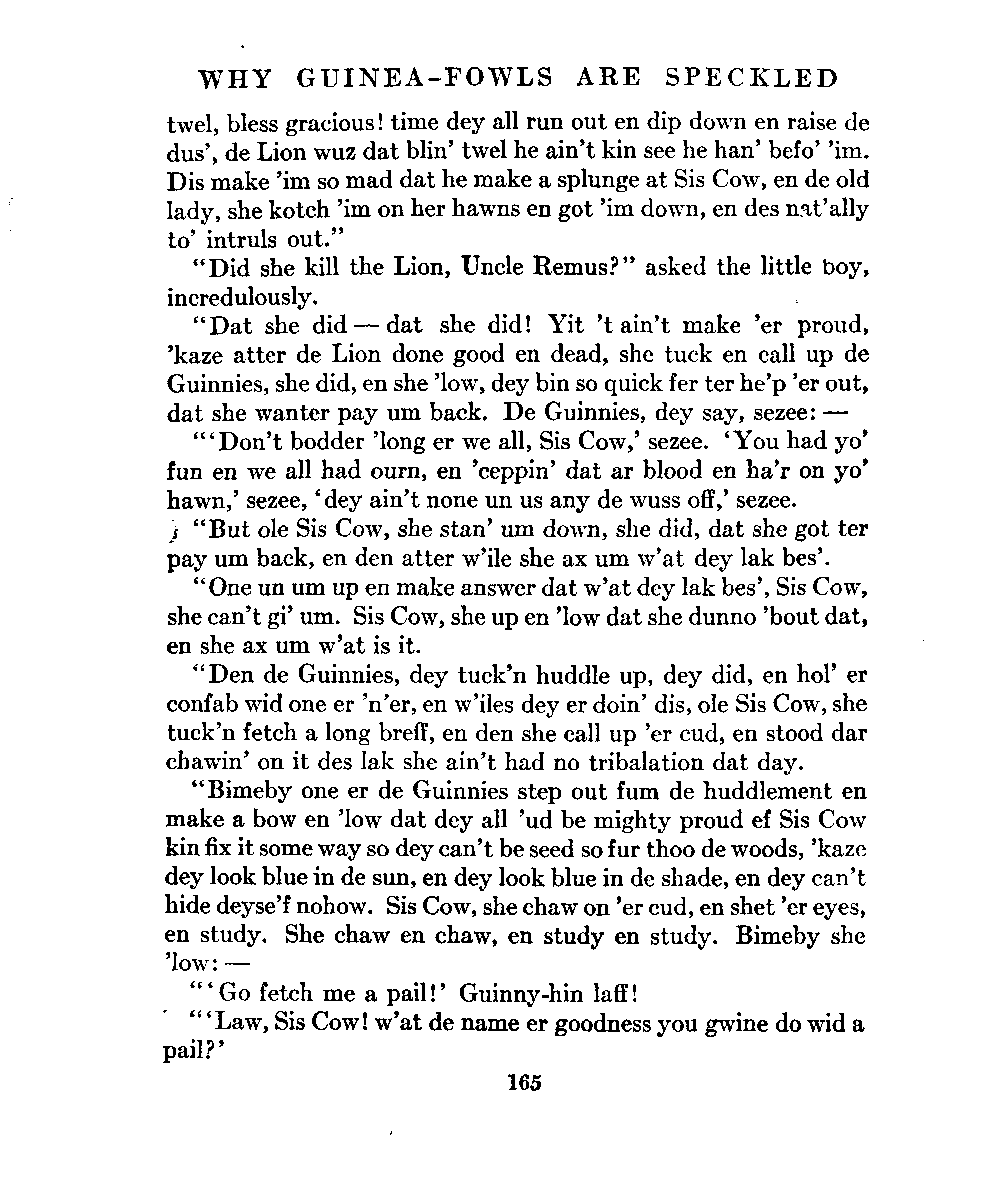 WHY GUINEA-FOWLS ARE SPECKLED
twel, bless gracious! time dey all run out en dip down en raise de
dus', de Lion wuz dat blin' twel he ain't kin see he han' befo' 'im.
Dis make 'im so mad dat he make a splunge at Sis Cow, en de old
lady, she kotch 'im on her hawns en got 'im down, en des nat'ally
to' intruls out."
"Did she kill the Lion, Uncle Remus?" asked the little boy,
incredulously.
"Dat she did — dat she did! Yit 't ain't make 'er proud,
'kaze atter de Lion done good en dead, she tuck en call up de
Guinnies, she did, en she 'low, dey bin so quick fer ter he'p 'er out,
dat she wanter pay um back. De Guinnies, dey say, sezee: —
"'Don't bodder 'long er we all, Sis Cow,' sezee. 'You had yo'
fun en we all had ourn, en 'ceppin' dat ar blood en ha'r on yo'
hawn,' sezee, 'dey ain't none un us any de wuss off,' sezee.
"But ole Sis Cow, she stan' um down, she did, dat she got ter
pay um back, en den atter w'ile she ax um w'at dey lak bes'.
"One un um up en make answer dat w'at dey lak bes', Sis Cow,
she can't gi' um. Sis Cow, she up en 'low dat she dunno 'bout dat,
en she ax um w'at is it.
"Den de Guinnies, dey tuck'n huddle up, dey did, en hol' er
confab wid one er 'n'er, en w'iles dey er doin' dis, ole Sis Cow, she
tuck'n fetch a long breff, en den she call up 'er cud, en stood dar
chawin' on it des lak she ain't had no tribalation dat day.
"Bimeby one er de Guinnies step out fum de huddlement en
make a bow en 'low dat dey all 'ud be mighty proud ef Sis Cow
kin fix it some way so dey can't be seed so fur thoo de woods, 'kaze
dey look blue in de sun, en dey look blue in de shade, en dey can't
hide deyse'f nohow. Sis Cow, she chaw on 'er cud, en shet 'er eyes,
en study. She chaw en chaw, en study en study. Bimeby she
'low: —
"'Go fetch me a pail!' Guinny-hin laff!
"'Law, Sis Cow! w'at de name er goodness you gwine do wid a
pail?'
165